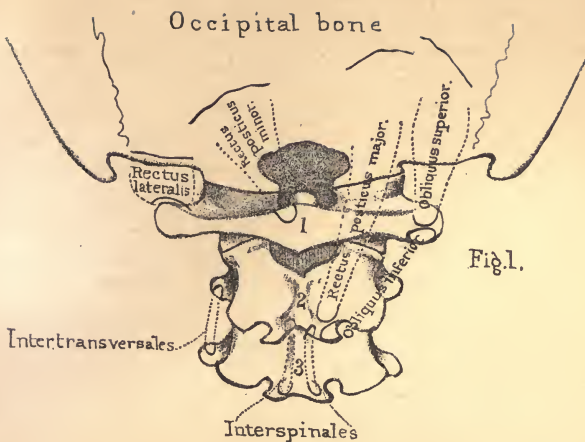 Occipital bone
Rectus
posticus
minor.
Rectus posticus major.
Obliquus superior.
Rectus
lateralis
1
Obliquus inferior
Fig.1.
2
Intertransversales
3
Interspinales